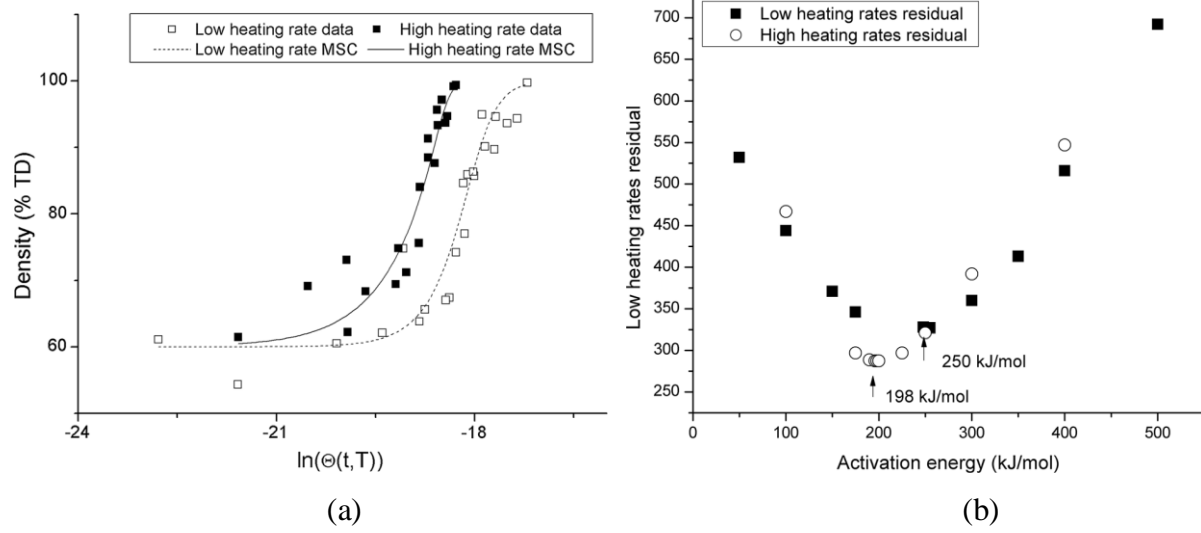 Low heating rate data
High heating rate data
Low heating rate MSC
High heating rate MSC
Density (% TD)
100
80
60
-24
-21
-18
ln(Θ(t,T))
(a)
Low heating rates residual
High heating rates residual
Low heating rates residual
700
650
600
550
500
450
400
350
300
250
250 kJ/mol
198 kJ/mol
0
100
200
300
400
500
Activation energy (kJ/mol)
(b)